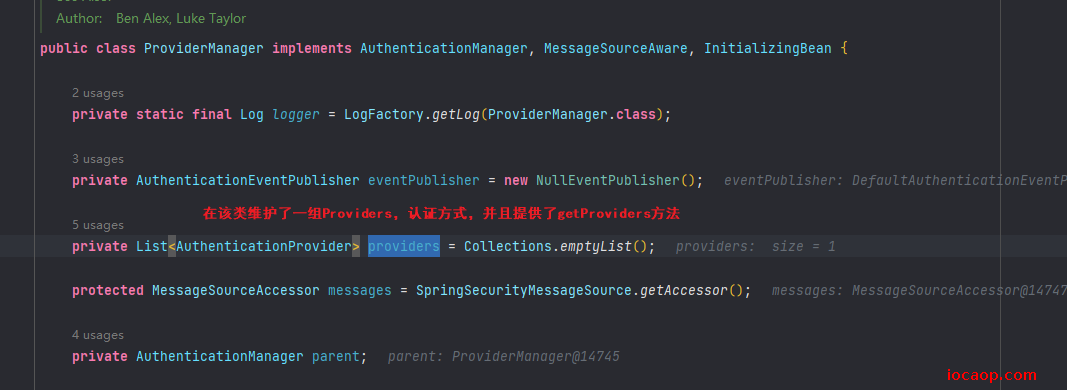 Author: Ben Alex, Luke Taylor
public class ProviderManager implements AuthenticationManager, MessageSourceAware, InitializingBean {
2 usages
private static final Log logger = LogFactory.getLog(ProviderManager.class);
3 usages
private AuthenticationEventPublisher eventPublisher = new NullEventPublisher(); eventPublisher: DefaultAuthenticationEventP
在该类维护了一组Providers，认证方式，并且提供了getProviders方法
5 usages
private List<AuthenticationProvider> providers = Collections.emptyList(); providers: size = 1
protected MessageSourceAccessor messages = SpringSecurityMessageSource.getAccessor(); messages: MessageSourceAccessor@14747
4 usages
private AuthenticationManager parent; parent: ProviderManager@14745
iocaop.com